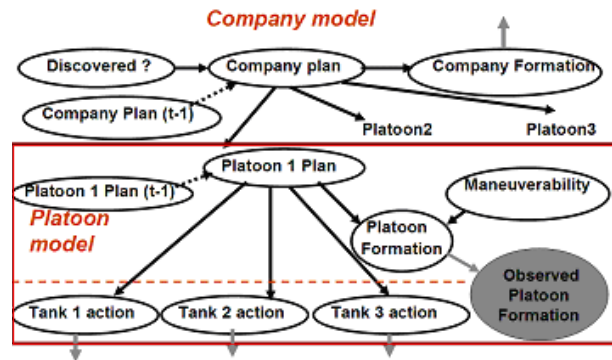 Company model
Discovered ?
Company plan
Company Formation
Company Plan (t-1)
Platoon2
Platoon3
Platoon 1 Plan
Platoon 1 Plan (t-1)
Maneuverability
Platoon
model
Platoon
Formation
Observed
Platoon
Formation
Tank 1 action
Tank 2 action
Tank 3 action